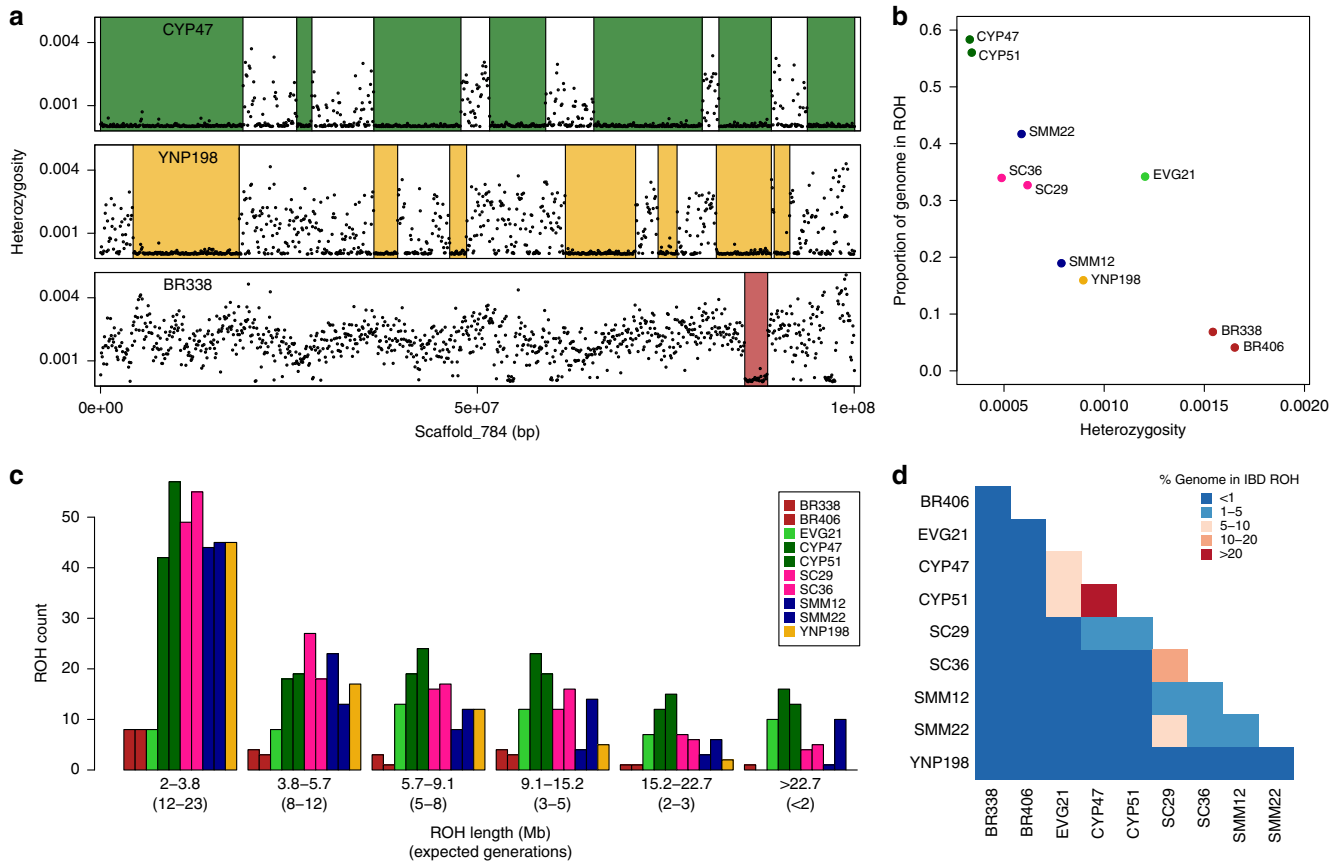 a
CYP47
0.004
0.001
YNP198
0.004
0.001
BR338
0.004
0.001
Heterozygosity
0e+00
5e+07
1e+08
Scaffold_784 (bp)
b
0.6
0.5
0.4
0.3
0.2
0.1
0.0
Proportion of genome in ROH
CYP47
CYP51
SMM22
SC36
SC29
EVG21
SMM12
YNP198
BR338
BR406
0.0005
0.0010
0.0015
0.0020
Heterozygosity
c
50
40
30
20
10
0
ROH count
BR338
BR406
EVG21
CYP47
CYP51
SC29
SC36
SMM12
SMM22
YNP198
2–3.8
(12–23)
3.8–5.7
(8–12)
5.7–9.1
(5–8)
9.1–15.2
(3–5)
15.2–22.7
(2–3)
>22.7
(<2)
ROH length (Mb)
(expected generations)
d
% Genome in IBD ROH
<1
1–5
5–10
10–20
>20
BR406
EVG21
CYP47
CYP51
SC29
SC36
SMM12
SMM22
YNP198
BR338
BR406
EVG21
CYP47
CYP51
SC29
SC36
SMM12
SMM22